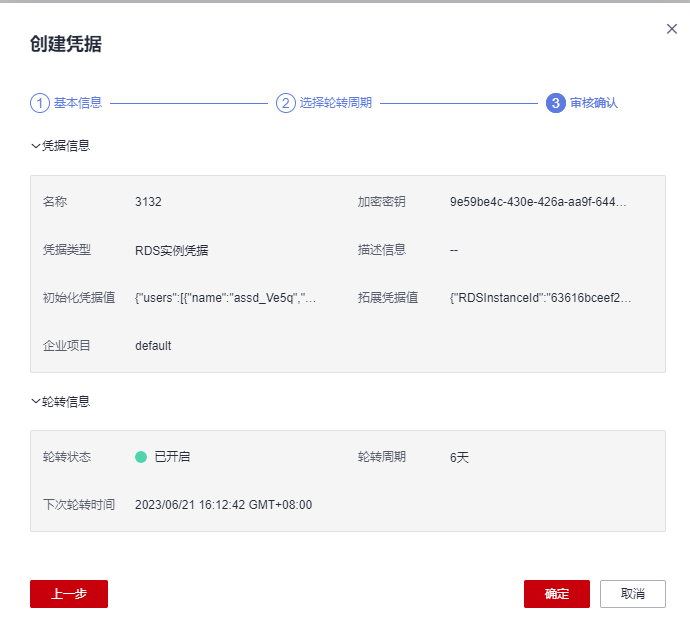 创建凭据
1 基本信息 2 选择轮转周期 3 审核确认
凭据信息
名称 3132 加密密钥 9e59be4c-430e-426a-aa9f-644...
凭据类型 RDS实例凭据 描述信息 --
初始化凭据值 {"users":[{"name":"assd_Ve5q","... 拓展凭据值 {"RDSInstanceId":"63616bceef2...
企业项目 default
轮转信息
轮转状态 已开启 轮转周期 6天
下次轮转时间 2023/06/21 16:12:42 GMT+08:00
上一步 确定 取消